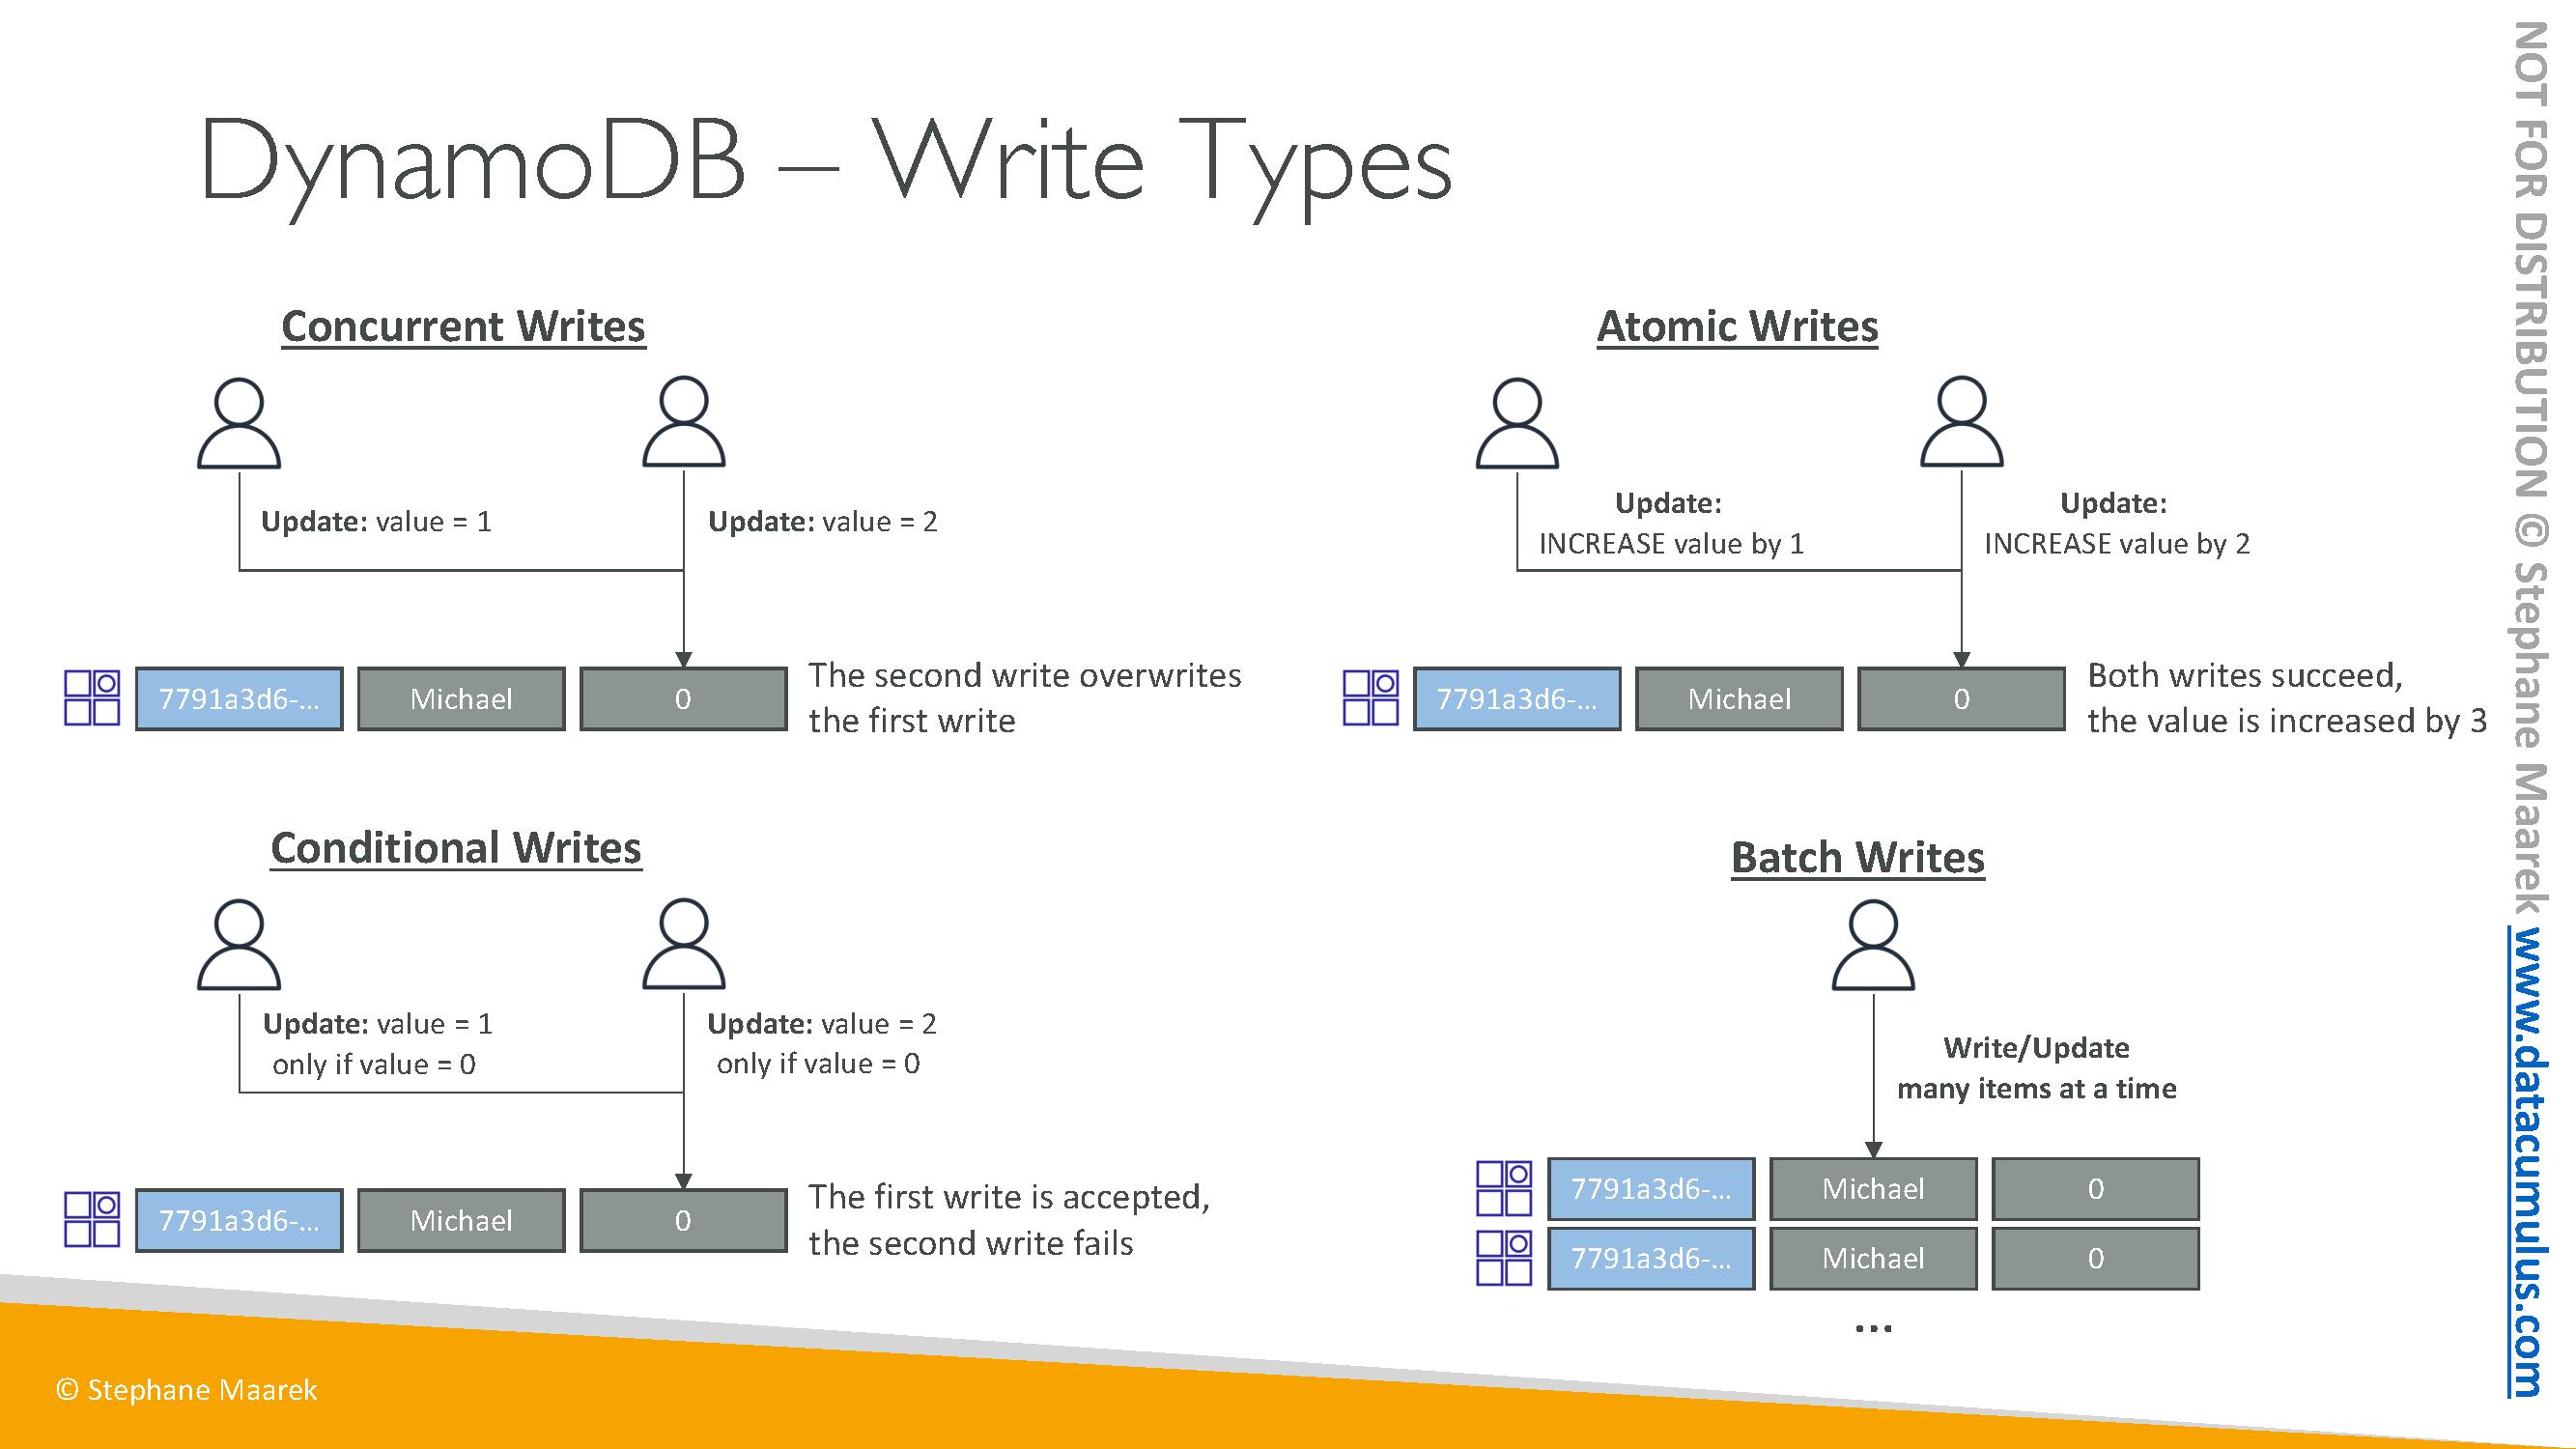 DynamoDB – Write Types
Concurrent Writes
Update: value = 1
Update: value = 2
7791a3d6-...
Michael
0
The second write overwrites
the first write
Atomic Writes
Update:
INCREASE value by 1
Update:
INCREASE value by 2
7791a3d6-...
Michael
0
Both writes succeed,
the value is increased by 3
Conditional Writes
Update: value = 1
only if value = 0
Update: value = 2
only if value = 0
7791a3d6-...
Michael
0
The first write is accepted,
the second write fails
Batch Writes
Write/Update
many items at a time
7791a3d6-...
Michael
0
7791a3d6-...
Michael
0
...
© Stephane Maarek
NOT FOR DISTRIBUTION © Stephane Maarek www.datacumulus.com